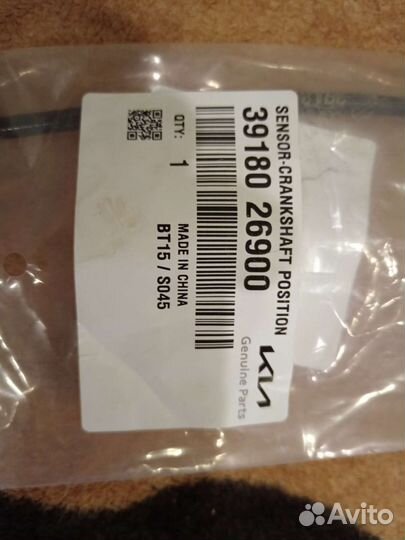 SENSOR-CRANKSHAFT POSITION
39180 26900
QTY: 1
MADE IN CHINA
BT15 / S045
KIA
Genuine Parts
Avito